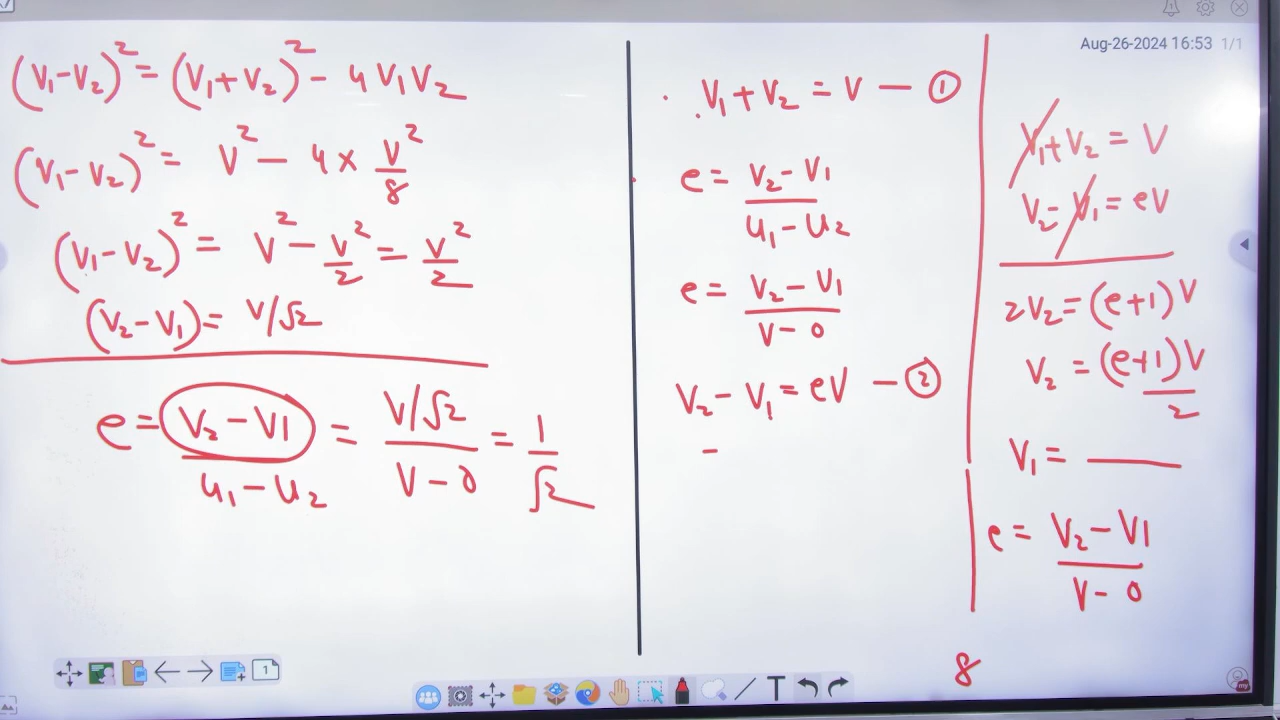 Aug-26-2024 16:53 1/1
(V₁-V₂)² = (V₁+V₂)² - 4V₁V₂
(V₁-V₂)² = V² - 4 × V²/8
(V₁-V₂)² = V² - V²/2 = V²/2
(V₂-V₁) = V/√2
e = V₂-V1/u₁-u₂ = V/√2/V-0 = 1/√2
V₁+V₂ = V — ①
e = V₂-V1/u₁-u₂
e = V₂-V1/V-0
V₂-V₁ = eV — ②
-
V₁+V₂ = V
V₂-V₁ = eV
2V₂ = (e+1)V
V₂ = (e+1)V/2
V₁ = —
e = V₂-V1/V-0
8
1
T
my